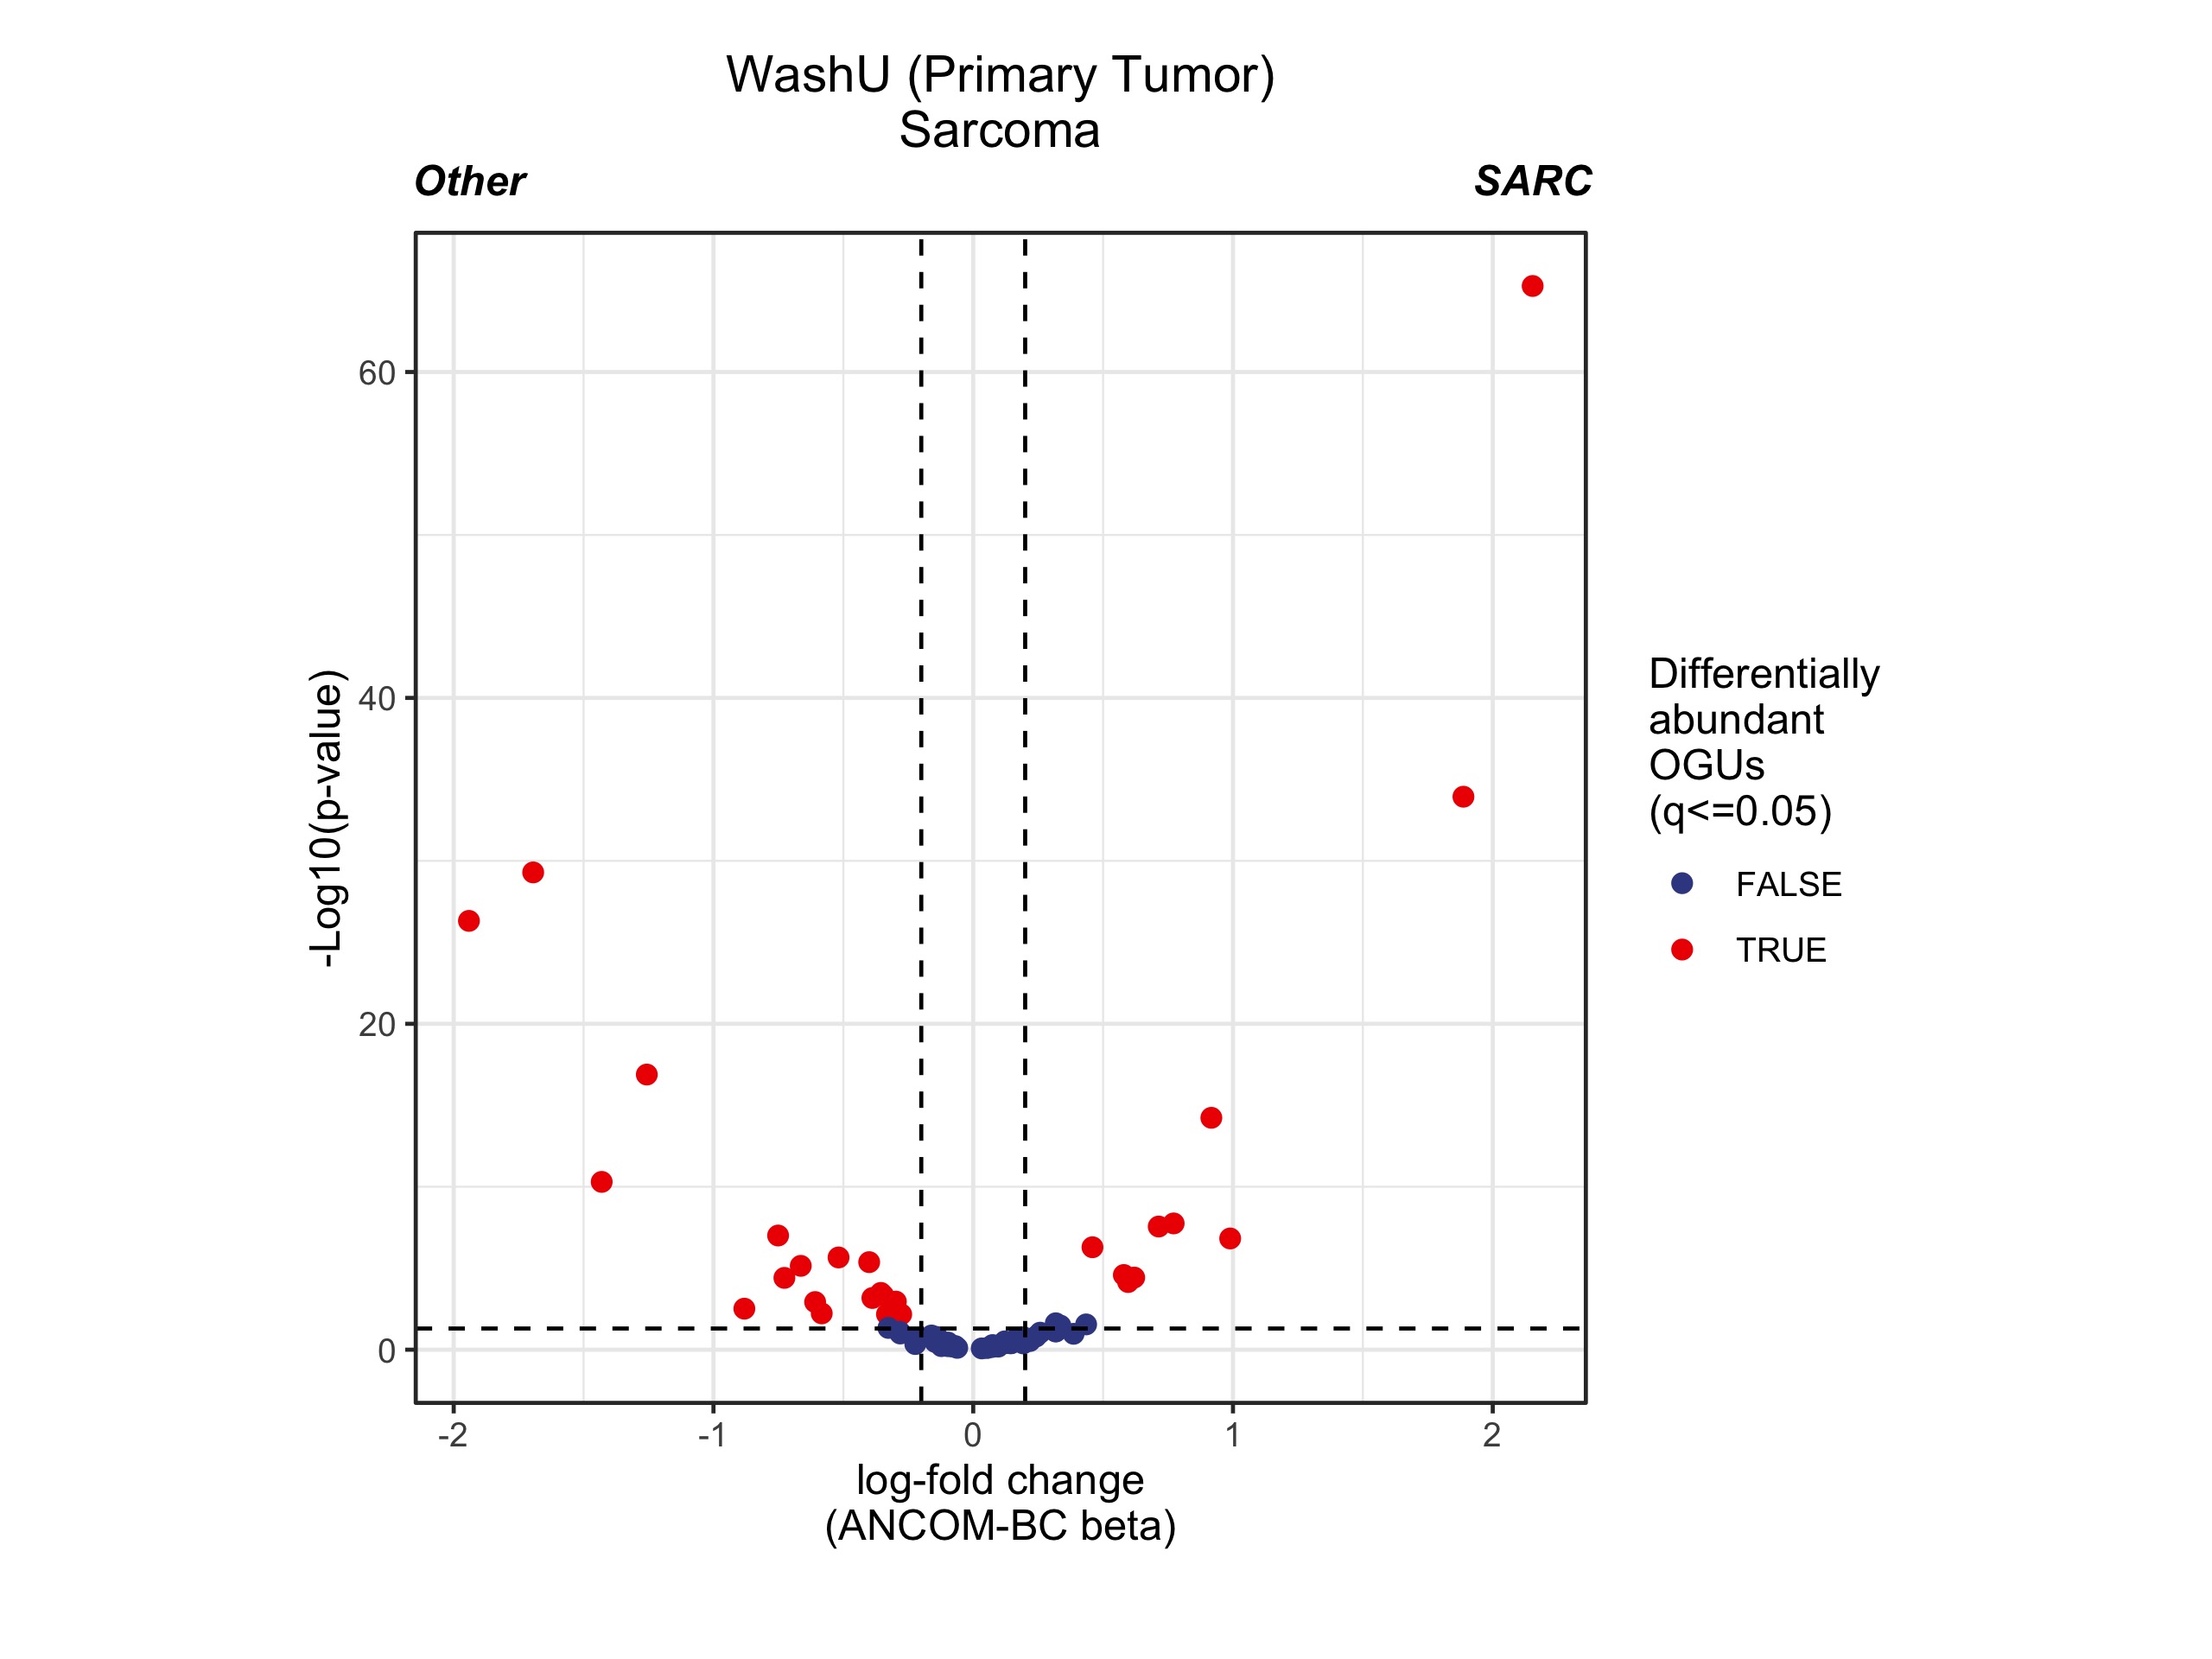 WashU (Primary Tumor)
Sarcoma
Other
SARC
60
40
20
0
-Log10(p-value)
-2
-1
0
1
2
log-fold change
(ANCOM-BC beta)
Differentially
abundant
OGUs
(q<=0.05)
FALSE
TRUE